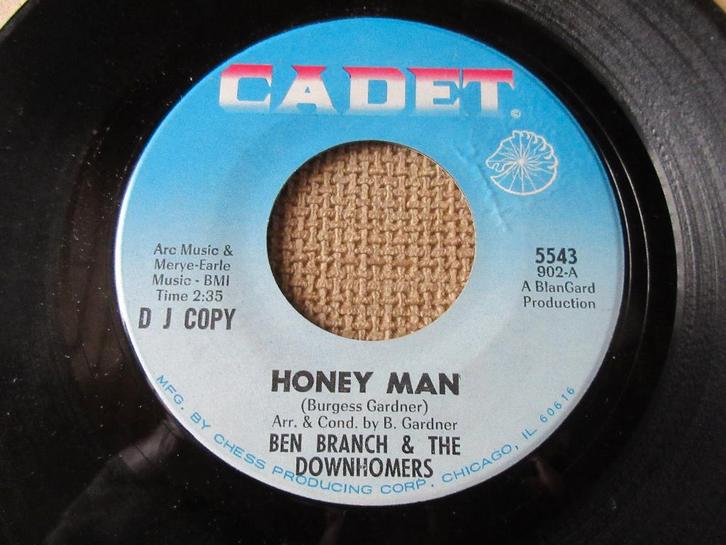 CADET
©
Arc Music &
Merye-Earle
Music - BMI
Time 2:35
D J COPY
5543
902-A
A BlanGard
Production
HONEY MAN
(Burgess Gardner)
Arr. & Cond. by B. Gardner
BEN BRANCH & THE
DOWNHOMERS
MFG. BY CHESS PRODUCING CORP. CHICAGO, IL 60616